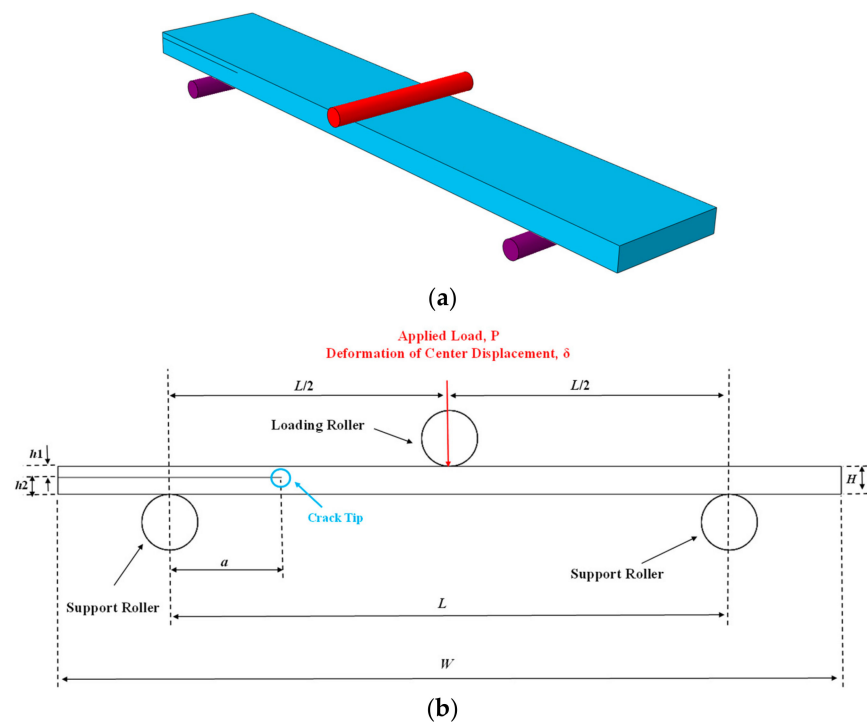 (a)
Applied Load, P
Deformation of Center Displacement, δ
L/2
L/2
Loading Roller
h1
h2
H
Crack Tip
a
Support Roller
Support Roller
L
W
(b)